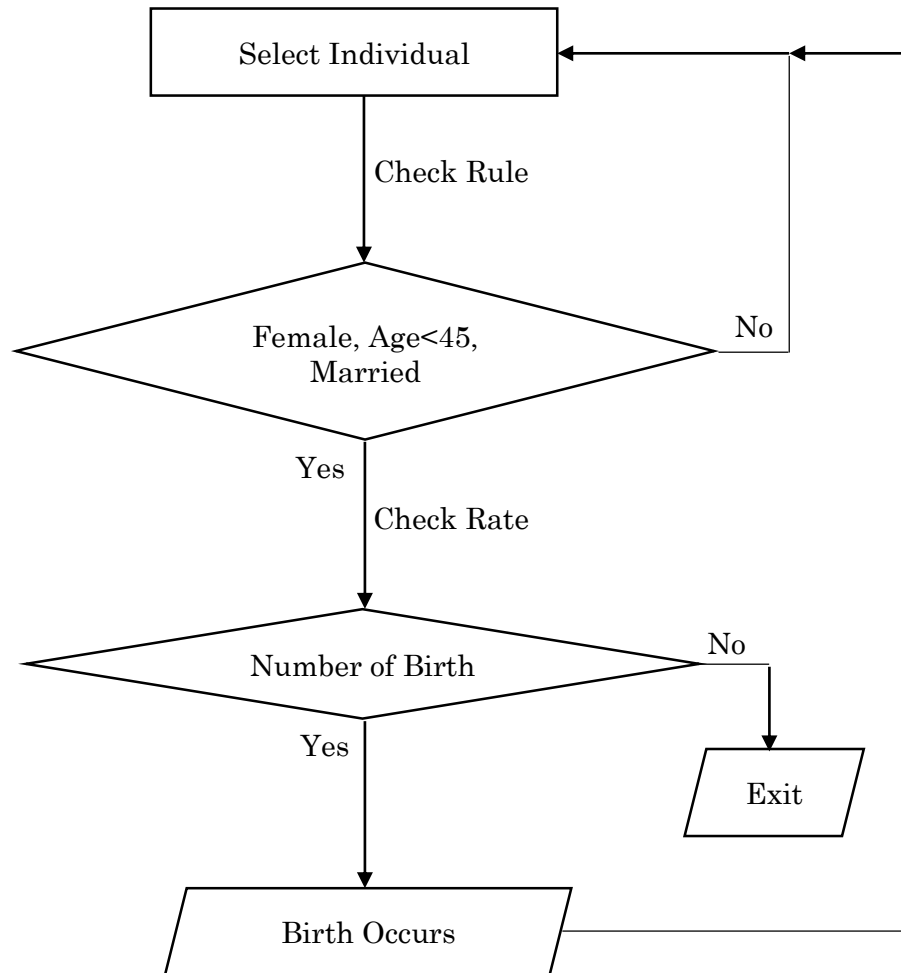 Select Individual
Check Rule
Female, Age<45,
Married
No
Yes
Check Rate
Number of Birth
No
Yes
Exit
Birth Occurs